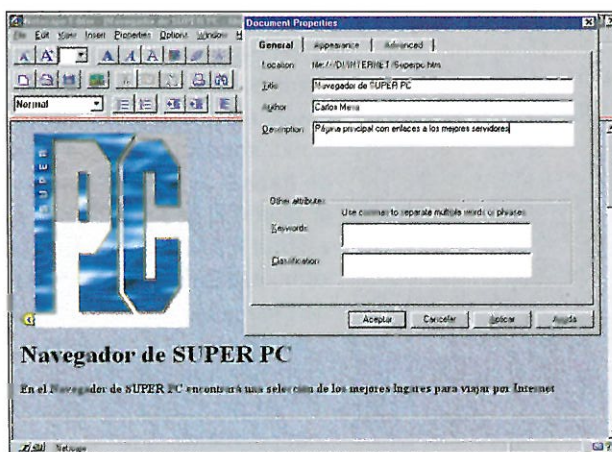 File Edit View Insert Properties Options Window H
Normal
Document Properties
General Appearance Advanced
Location: file:///D|/INTERNET/Superpc.htm
Title: Navegador de SUPER PC
Author: Carlos Mesa
Description: Página principal con enlaces a los mejores servidores
Other attributes
Use commas to separate multiple words or phrases
Keywords:
Classification:
Aceptar Cancelar Aplicar Ayuda
SUPER
PC
Navegador de SUPER PC
En el Navegador de SUPER PC encontrará una selección de los mejores lugares para viajar por Internet
Netscape